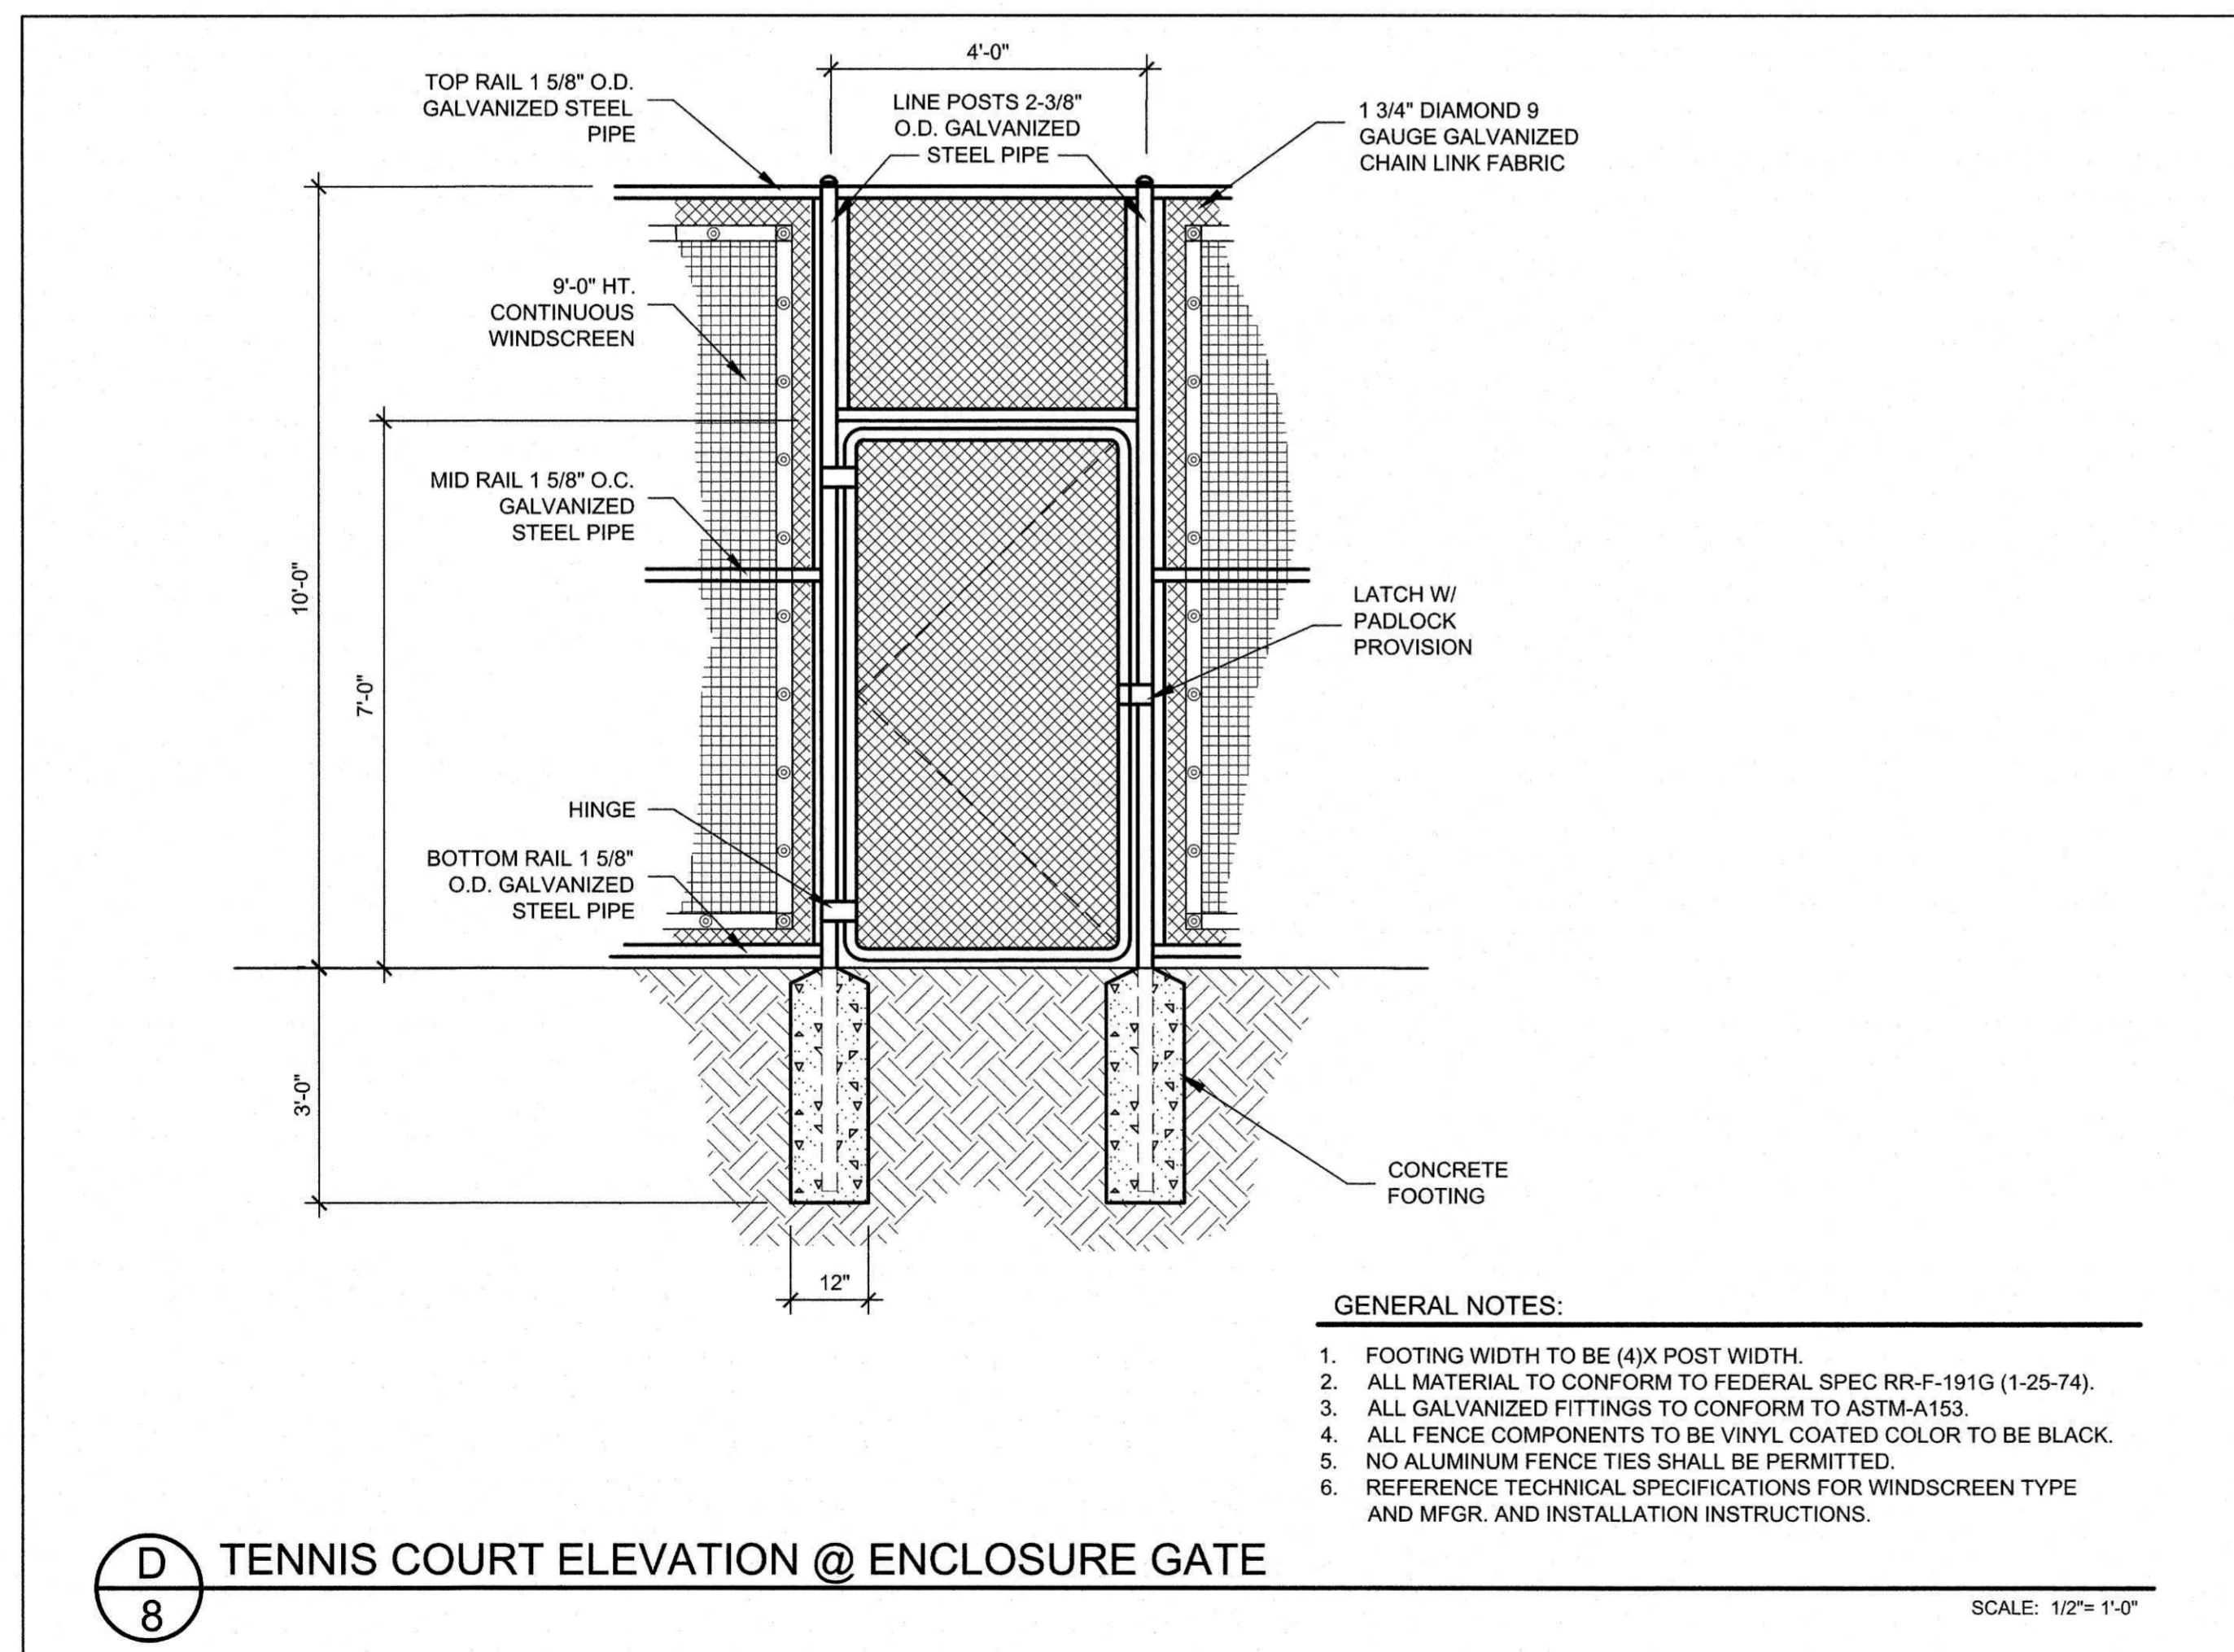 4'-0"
TOP RAIL 1 5/8" O.D.
GALVANIZED STEEL
PIPE
LINE POSTS 2-3/8"
O.D. GALVANIZED
STEEL PIPE
1 3/4" DIAMOND 9
GAUGE GALVANIZED
CHAIN LINK FABRIC
9'-0" HT.
CONTINUOUS
WINDSCREEN
MID RAIL 1 5/8" O.C.
GALVANIZED
STEEL PIPE
10'-0"
7'-0"
LATCH W/
PADLOCK
PROVISION
HINGE
BOTTOM RAIL 1 5/8"
O.D. GALVANIZED
STEEL PIPE
3'-0"
CONCRETE
FOOTING
12"
GENERAL NOTES:
1. FOOTING WIDTH TO BE (4)X POST WIDTH.
2. ALL MATERIAL TO CONFORM TO FEDERAL SPEC RR-F-191G (1-25-74).
3. ALL GALVANIZED FITTINGS TO CONFORM TO ASTM-A153.
4. ALL FENCE COMPONENTS TO BE VINYL COATED COLOR TO BE BLACK.
5. NO ALUMINUM FENCE TIES SHALL BE PERMITTED.
6. REFERENCE TECHNICAL SPECIFICATIONS FOR WINDSCREEN TYPE
AND MFGR. AND INSTALLATION INSTRUCTIONS.
D
8
TENNIS COURT ELEVATION @ ENCLOSURE GATE
SCALE: 1/2"= 1'-0"